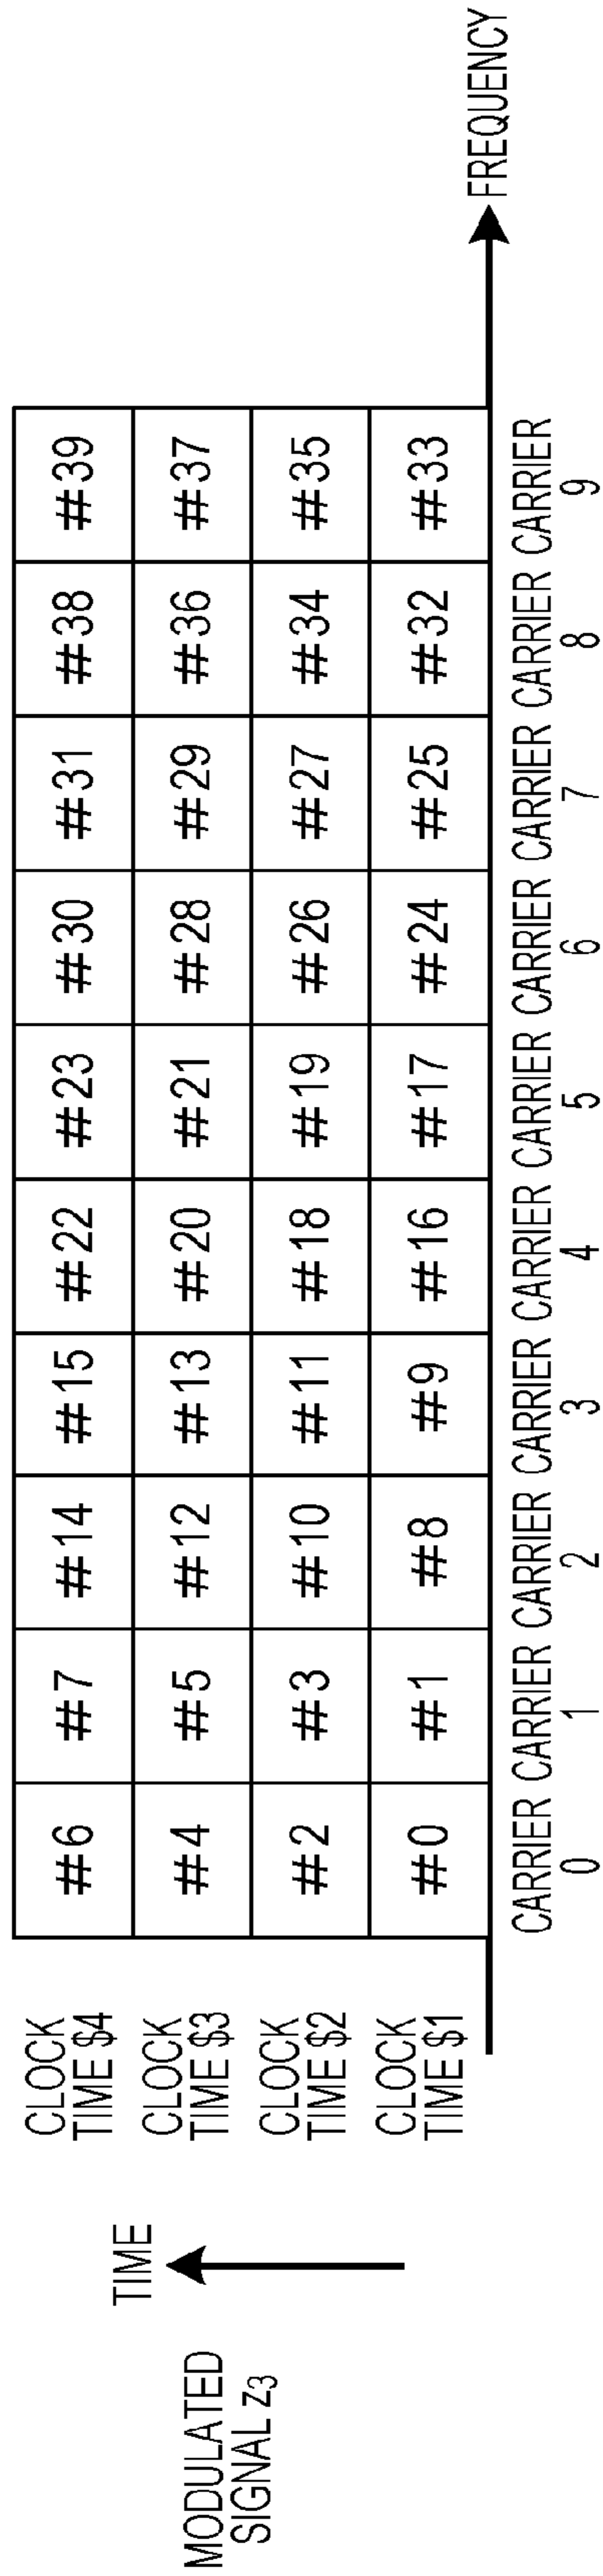 MODULATED
SIGNAL z3
TIME
CLOCK
TIME $4
#6 #7 #14 #15 #22 #23 #30 #31 #38 #39
CLOCK
TIME $3
#4 #5 #12 #13 #20 #21 #28 #29 #36 #37
CLOCK
TIME $2
#2 #3 #10 #11 #18 #19 #26 #27 #34 #35
CLOCK
TIME $1
#0 #1 #8 #9 #16 #17 #24 #25 #32 #33
FREQUENCY
CARRIER CARRIER CARRIER CARRIER CARRIER CARRIER CARRIER CARRIER CARRIER CARRIER
0 1 2 3 4 5 6 7 8 9